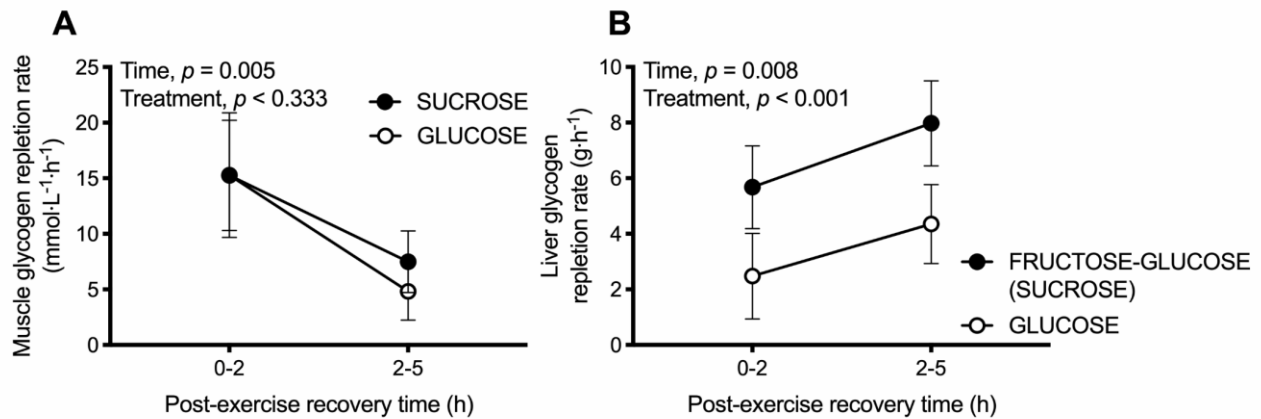 A
Muscle glycogen repletion rate
(mmol·L⁻¹·h⁻¹)
25
20
15
10
5
0
Time, p = 0.005
Treatment, p < 0.333
SUCROSE
GLUCOSE
0-2
2-5
Post-exercise recovery time (h)
B
Liver glycogen
repletion rate (g·h⁻¹)
10
8
6
4
2
0
Time, p = 0.008
Treatment, p < 0.001
FRUCTOSE-GLUCOSE
(SUCROSE)
GLUCOSE
0-2
2-5
Post-exercise recovery time (h)